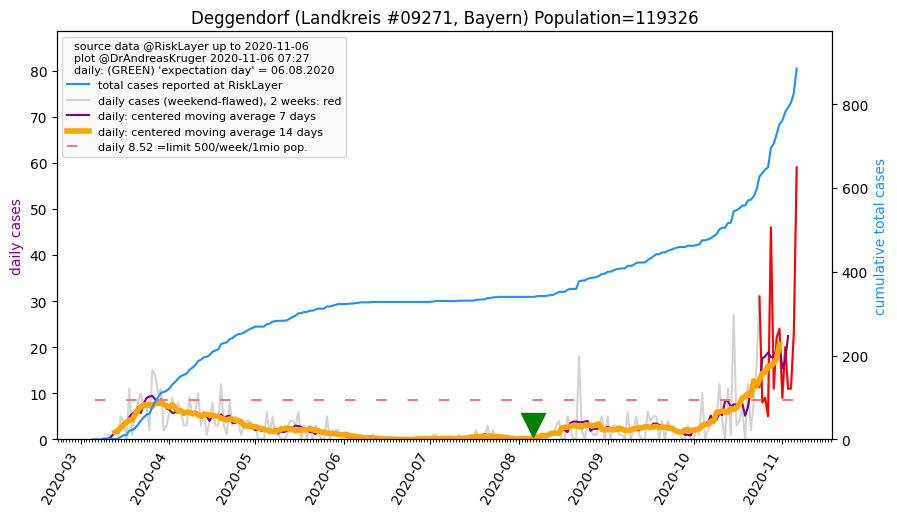 Deggendorf (Landkreis #09271, Bayern) Population=119326
source data @RiskLayer up to 2020-11-06
plot @DrAndreasKruger 2020-11-06 07:27
daily: (GREEN) 'expectation day' = 06.08.2020
total cases reported at RiskLayer
daily cases (weekend-flawed), 2 weeks: red
daily: centered moving average 7 days
daily: centered moving average 14 days
daily 8.52 =limit 500/week/1mio pop.
daily cases
80
70
60
50
40
30
20
10
0
cumulative total cases
800
600
400
200
0
2020-03
2020-04
2020-05
2020-06
2020-07
2020-08
2020-09
2020-10
2020-11